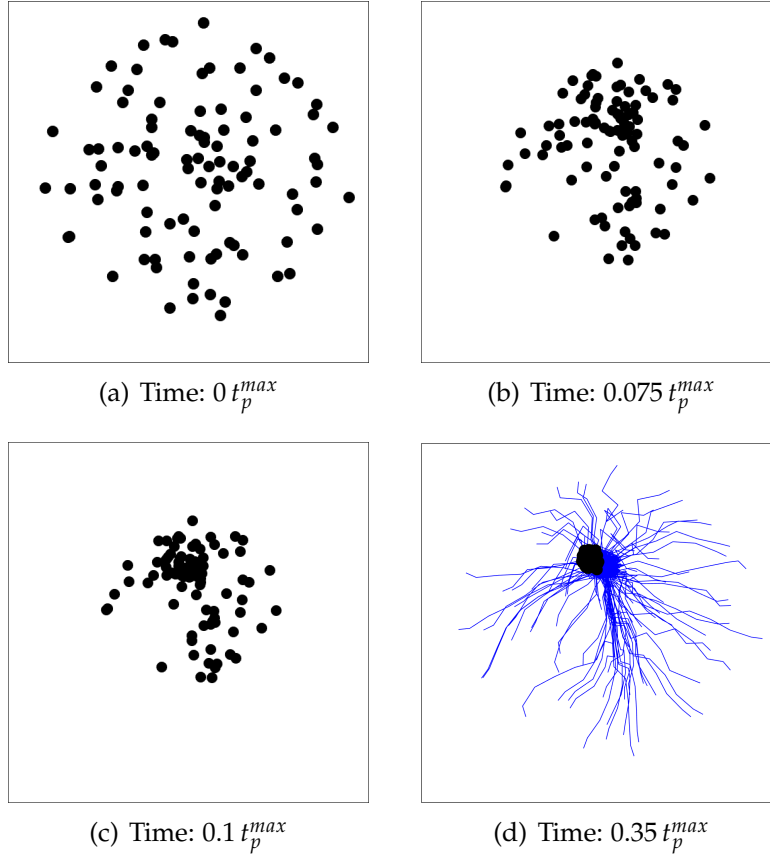 (a) Time: 0 t_p^{max}
(b) Time: 0.075 t_p^{max}
(c) Time: 0.1 t_p^{max}
(d) Time: 0.35 t_p^{max}